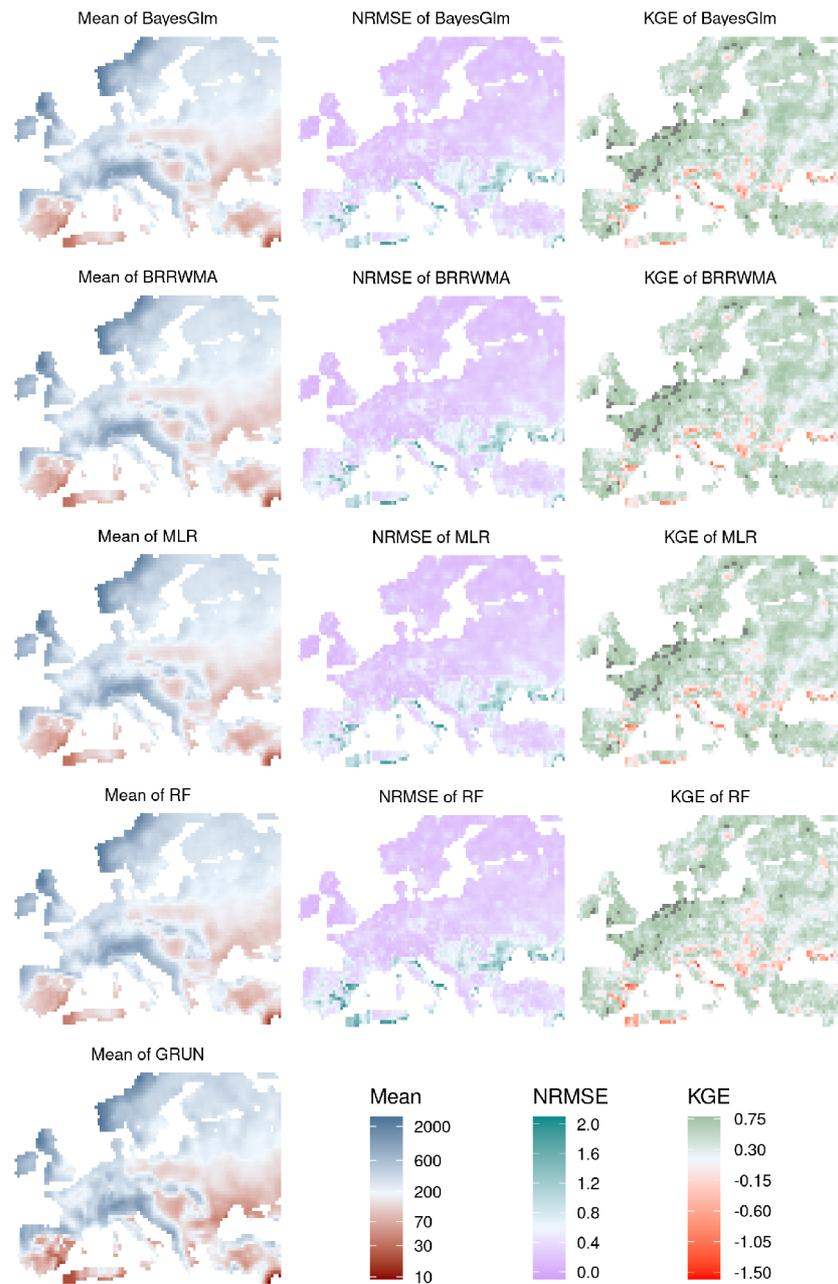 Mean of BayesGlm
NRMSE of BayesGlm
KGE of BayesGlm
Mean of BRRWMA
NRMSE of BRRWMA
KGE of BRRWMA
Mean of MLR
NRMSE of MLR
KGE of MLR
Mean of RF
NRMSE of RF
KGE of RF
Mean of GRUN
Mean
2000
600
200
70
30
10
NRMSE
2.0
1.6
1.2
0.8
0.4
0.0
KGE
0.75
0.30
-0.15
-0.60
-1.05
-1.50